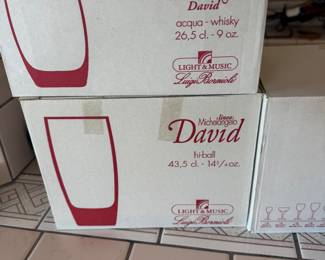 David
acqua - whisky
26,5 cl. - 9 oz.
LIGHT & MUSIC
Luigi Bormioli
linea
Michelangelo
David
hi-ball
43,5 cl. - 14¾ oz.
LIGHT & MUSIC
Luigi Bormioli